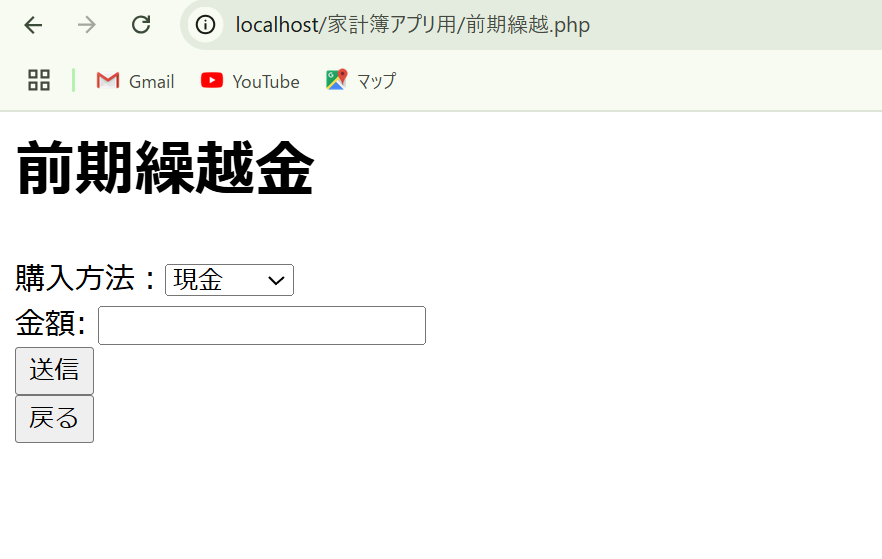 localhost/家計簿アプリ用/前期繰越.php
Gmail YouTube マップ
前期繰越金
購入方法： 現金
金額:
送信
戻る